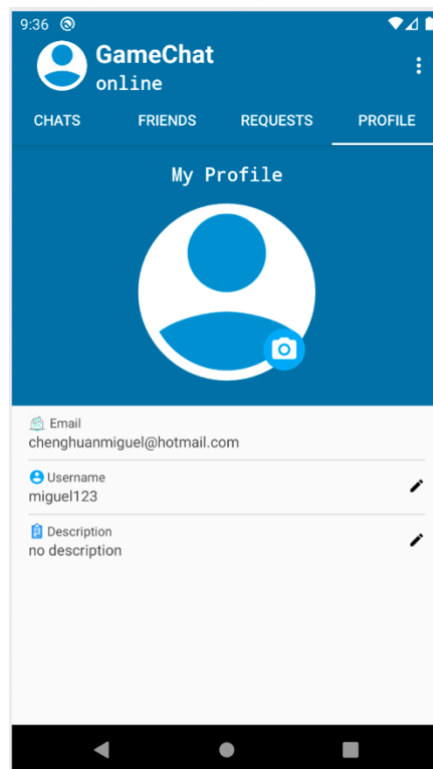 9:36
GameChat
online
CHATS FRIENDS REQUESTS PROFILE
My Profile
Email
chenghuanmiguel@hotmail.com
Username
miguel123
Description
no description